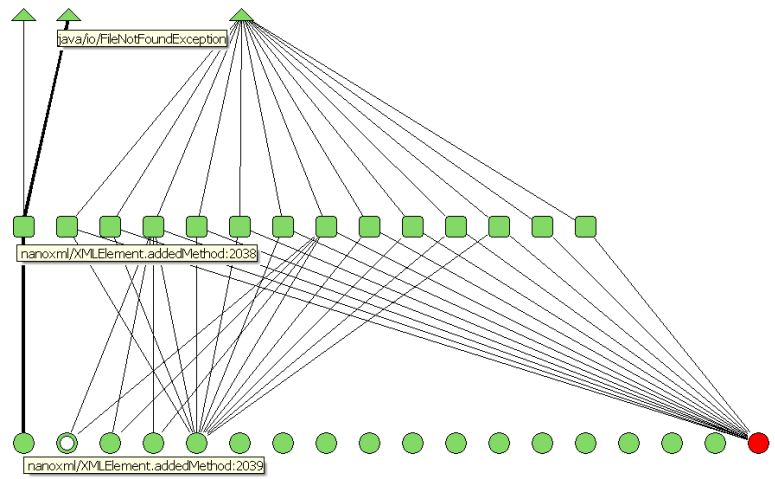 java/io/FileNotFoundException
nanoxml/XMLElement.addedMethod:2038
nanoxml/XMLElement.addedMethod:2039